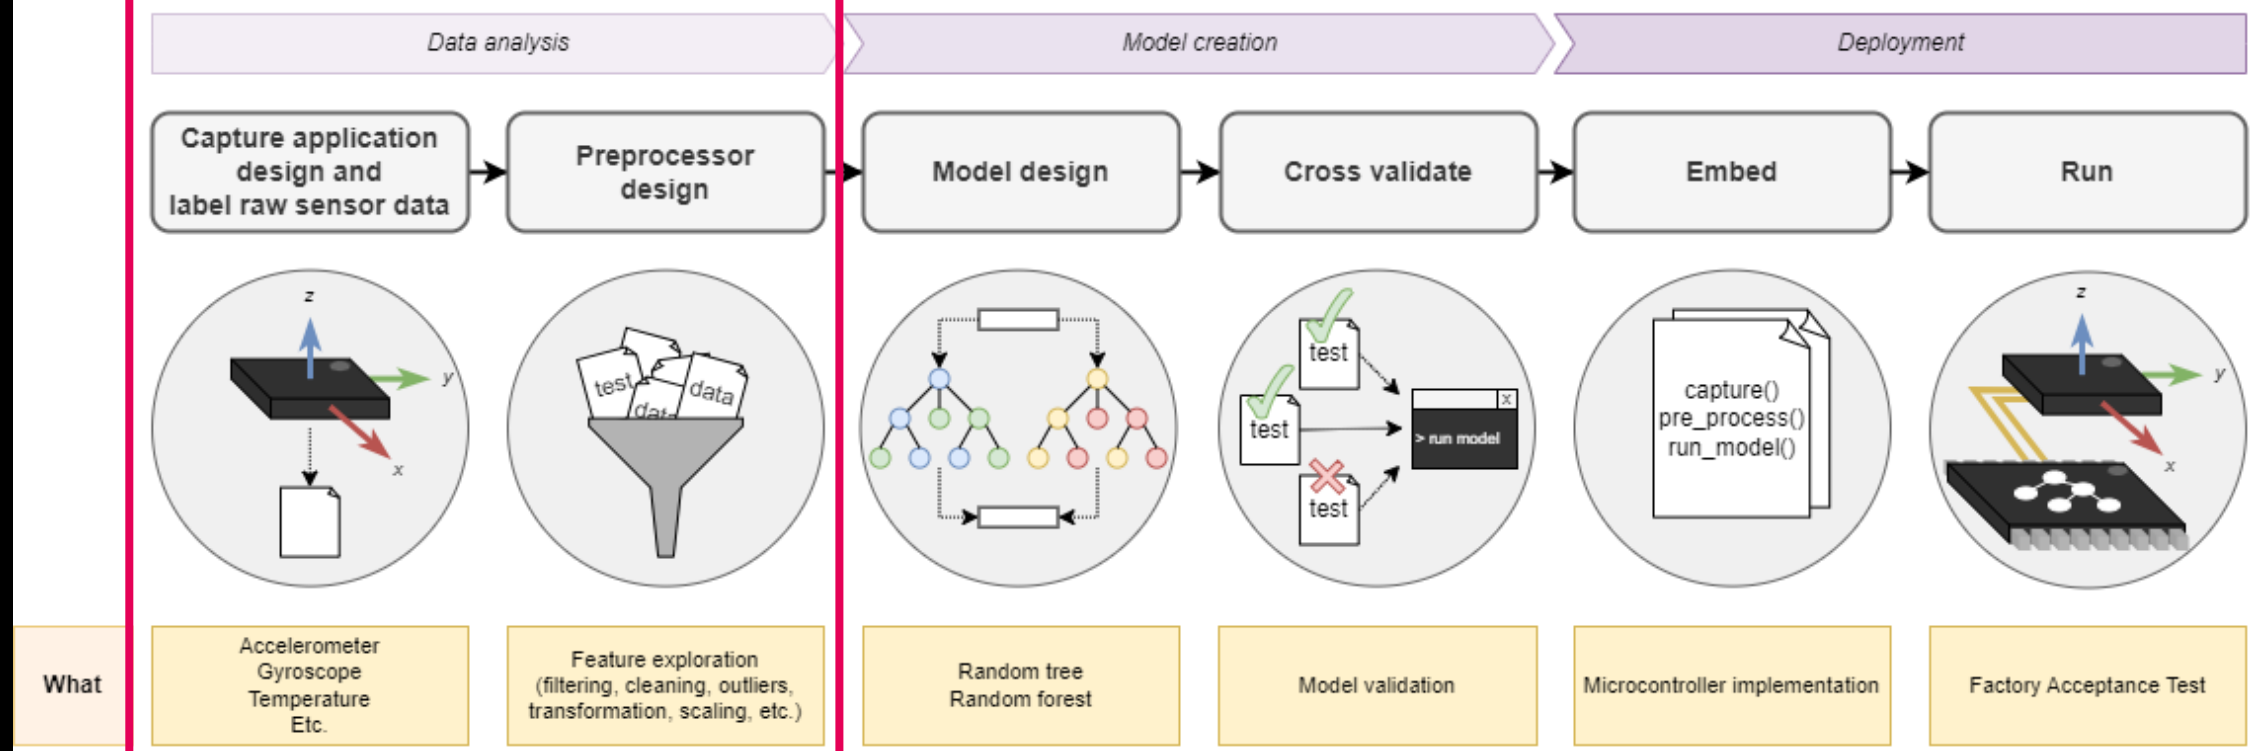 Data analysis
Model creation
Deployment
Capture application
design and
label raw sensor data
Preprocessor
design
Model design
Cross validate
Embed
Run
z
y
x
test
data
data
test
test
test
x
> run model
capture()
pre_process()
run_model()
z
y
x
What
Accelerometer
Gyroscope
Temperature
Etc.
Feature exploration
(filtering, cleaning, outliers,
transformation, scaling, etc.)
Random tree
Random forest
Model validation
Microcontroller implementation
Factory Acceptance Test